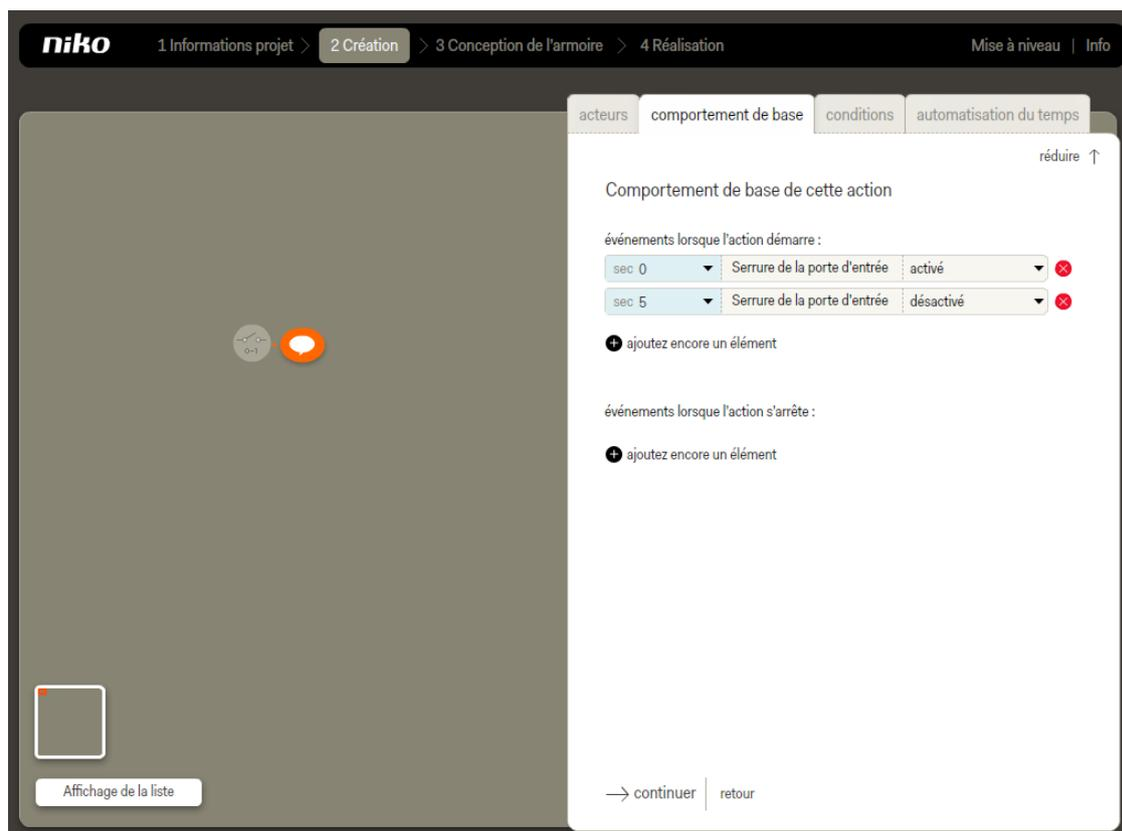 niko 1 Informations projet 2 Création 3 Conception de l'armoire 4 Réalisation Mise à niveau | Info
acteurs comportement de base conditions automatisation du temps
réduire ↑
Comportement de base de cette action
événements lorsque l'action démarre :
sec 0 Serrure de la porte d'entrée activé
sec 5 Serrure de la porte d'entrée désactivé
ajoutez encore un élément
0-1
événements lorsque l'action s'arrête :
ajoutez encore un élément
Affichage de la liste
→ continuer retour